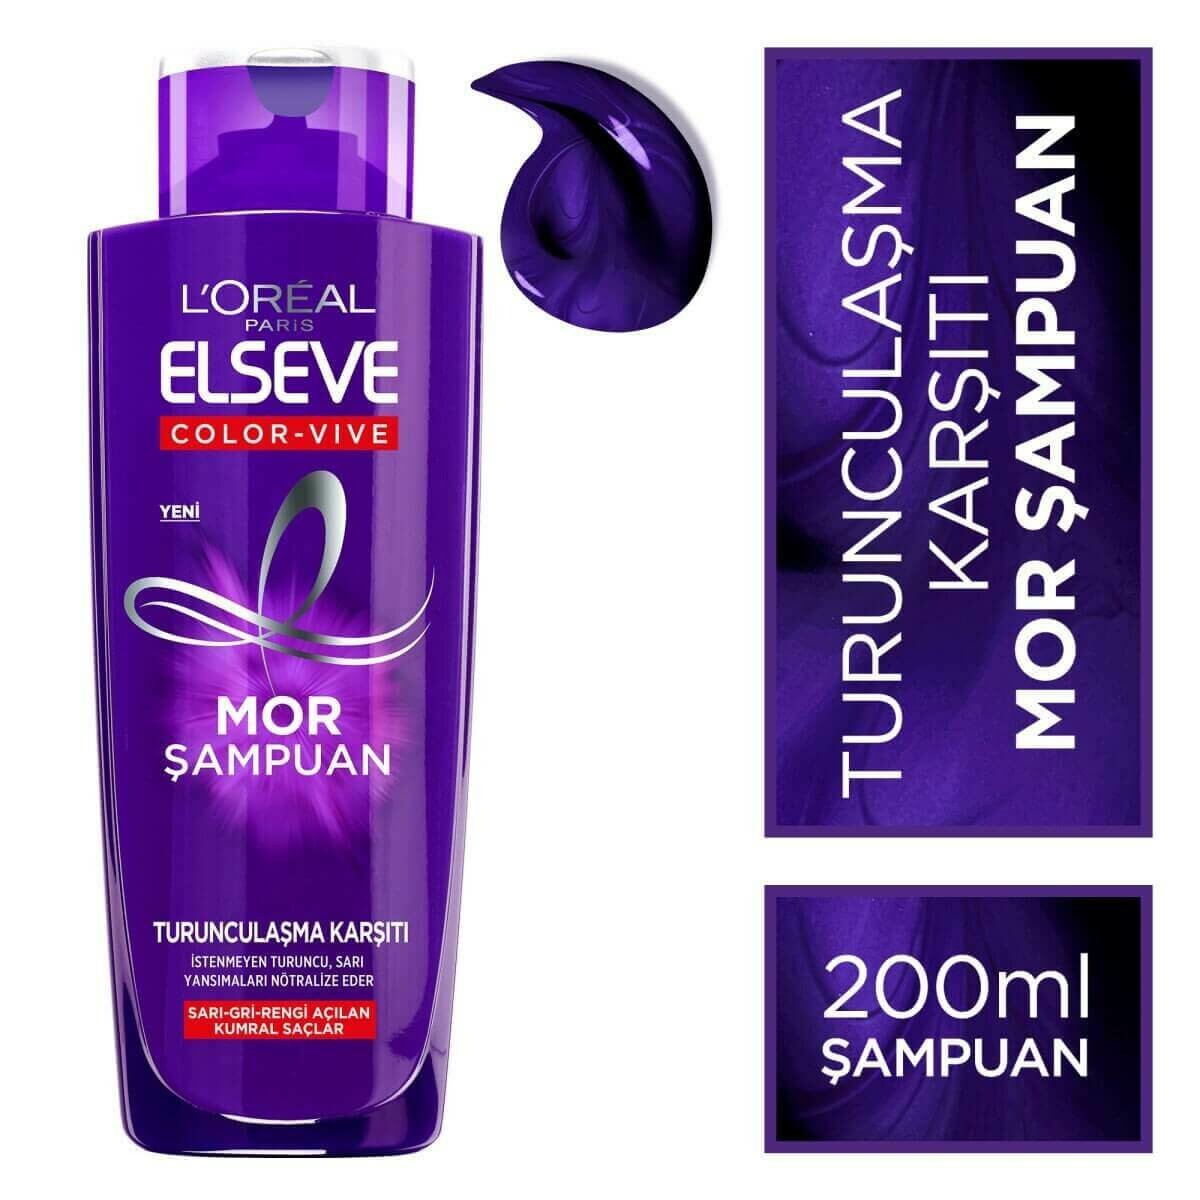 L'ORÉAL
PARIS
ELSEVE
COLOR-VIVE
YENİ
MOR
ŞAMPUAN
TURUNCULAŞMA KARŞITI
İSTENMEYEN TURUNCU, SARI
YANSIMALARI NÖTRALİZE EDER
SARI-GRİ-RENGİ AÇILAN
KUMRAL SAÇLAR
TURUNCULAŞMA
KARŞITI
MOR ŞAMPUAN
200ml
ŞAMPUAN